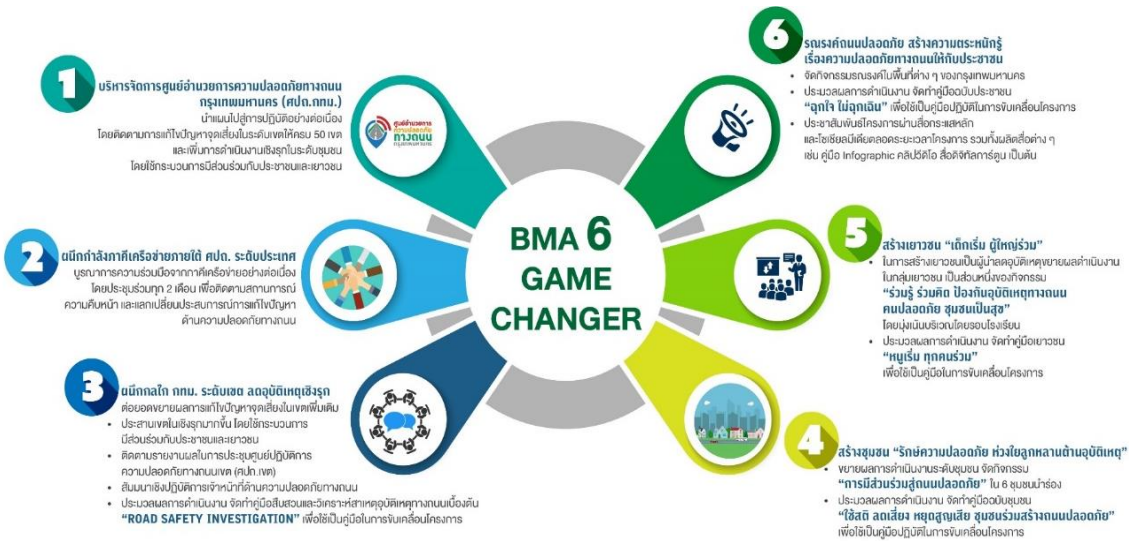 1
บริหารจัดการศูนย์อำนวยการความปลอดภัยทางถนน
กรุงเทพมหานคร (ศปถ.กทม.)
นำแผนไปสู่การปฏิบัติอย่างต่อเนื่อง
โดยติดตามการแก้ไขปัญหาจุดเสี่ยงในระดับเขตให้ครบ 50 เขต
และเพิ่มการดำเนินงานเชิงรุกในระดับชุมชน
โดยใช้กระบวนการมีส่วนร่วมกับประชาชนและเยาวชน
ศูนย์อำนวยการ
ความปลอดภัย
ทางถนน
กรุงเทพมหานคร
2
ผนึกกำลังภาคีเครือข่ายภายใต้ ศปถ. ระดับประเทศ
บูรณาการความร่วมมือจากภาคีเครือข่ายอย่างต่อเนื่อง
โดยประชุมร่วมทุก 2 เดือน เพื่อติดตามสถานการณ์
ความคืบหน้า และแลกเปลี่ยนประสบการณ์การแก้ไขปัญหา
ด้านความปลอดภัยทางถนน
3
ผนึกกลไก กทม. ระดับเขต ลดอุบัติเหตุเชิงรุก
ต่อยอดขยายผลการแก้ไขปัญหาจุดเสี่ยงในเขตเพิ่มเติม
• ประสานเขตในเชิงรุกมากขึ้น โดยใช้กระบวนการ
มีส่วนร่วมกับประชาชนและเยาวชน
• ติดตามรายงานผลในการประชุมศูนย์ปฏิบัติการ
ความปลอดภัยทางถนนเขต (ศปถ.เขต)
• สัมมนาเชิงปฏิบัติการเจ้าหน้าที่ด้านความปลอดภัยทางถนน
• ประมวลผลการดำเนินงาน จัดทำคู่มือสืบสวนและวิเคราะห์สาเหตุอุบัติเหตุทางถนนเบื้องต้น
"ROAD SAFETY INVESTIGATION" เพื่อใช้เป็นคู่มือในการขับเคลื่อนโครงการ
BMA 6
GAME
CHANGER
6
รณรงค์ถนนปลอดภัย สร้างความตระหนักรู้
เรื่องความปลอดภัยทางถนนให้กับประชาชน
• จัดกิจกรรมรณรงค์ในพื้นที่ต่าง ๆ ของกรุงเทพมหานคร
• ประมวลผลการดำเนินงาน จัดทำคู่มือฉบับประชาชน
"ฉุกใจ ไม่ฉุกเฉิน" เพื่อใช้เป็นคู่มือปฏิบัติในการขับเคลื่อนโครงการ
• ประชาสัมพันธ์โครงการผ่านสื่อกระแสหลัก
และโซเชียลมีเดียตลอดระยะเวลาโครงการ รวมทั้งผลิตสื่อต่าง ๆ
เช่น คู่มือ Infographic คลิปวีดิโอ สื่อดิจิทัลการ์ตูน เป็นต้น
5
สร้างเยาวชน "เด็กเริ่ม ผู้ใหญ่ร่วม"
• ในการสร้างเยาวชนเป็นผู้นำลดอุบัติเหตุขยายผลดำเนินงาน
ในกลุ่มเยาวชน เป็นส่วนหนึ่งของกิจกรรม
"ร่วมรู้ ร่วมคิด ป้องกันอุบัติเหตุทางถนน
คนปลอดภัย ชุมชนเป็นสุข"
โดยมุ่งเน้นบริเวณโดยรอบโรงเรียน
• ประมวลผลการดำเนินงาน จัดทำคู่มือเยาวชน
"หนูเริ่ม ทุกคนร่วม"
เพื่อใช้เป็นคู่มือในการขับเคลื่อนโครงการ
4
สร้างชุมชน "รักษ์ความปลอดภัย ห่วงใยลูกหลานต้านอุบัติเหตุ"
• ขยายผลการดำเนินงานระดับชุมชน จัดกิจกรรม
"การมีส่วนร่วมสู่ถนนปลอดภัย" ใน 6 ชุมชนนำร่อง
• ประมวลผลการดำเนินงาน จัดทำคู่มือฉบับชุมชน
"ใช้สติ ลดเสี่ยง หยุดสูญเสีย ชุมชนร่วมสร้างถนนปลอดภัย"
เพื่อใช้เป็นคู่มือปฏิบัติในการขับเคลื่อนโครงการ